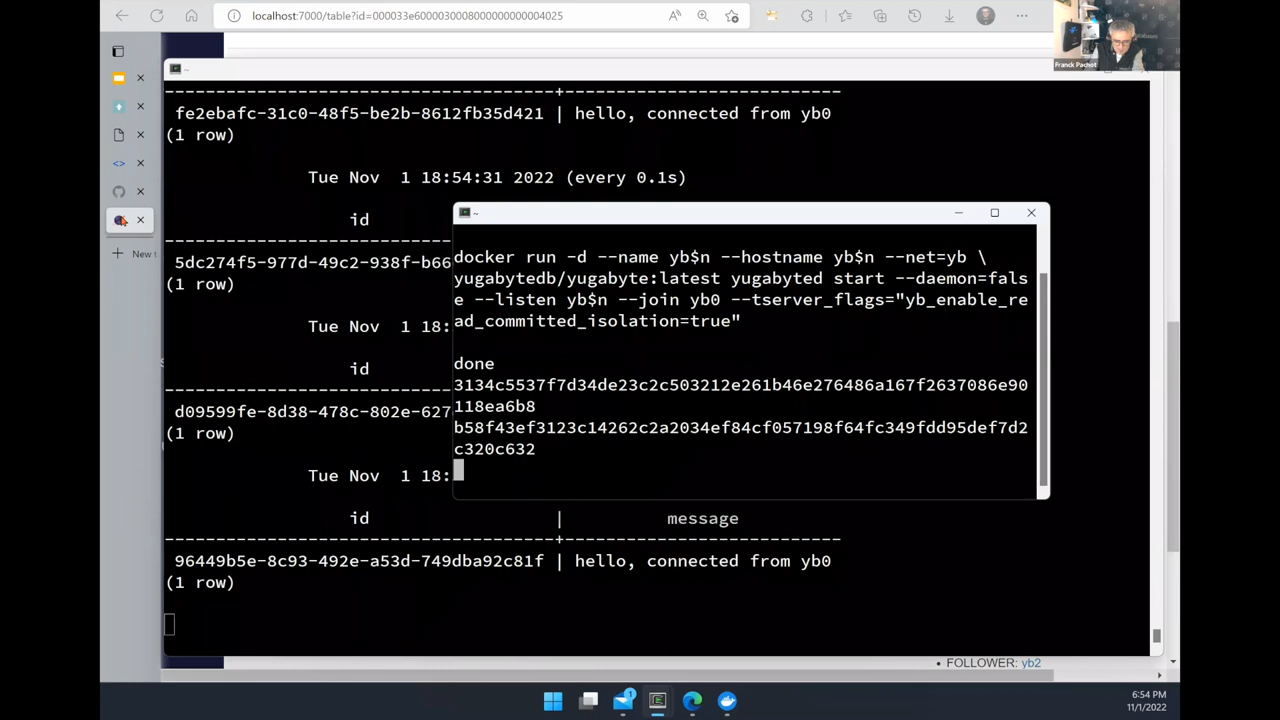 localhost:7000/table?id=000033e6000030008000000000004025
Franck Pachot
New t
fe2ebafc-31c0-48f5-be2b-8612fb35d421 | hello, connected from yb0
(1 row)
Tue Nov  1 18:54:31 2022 (every 0.1s)
id
5dc274f5-977d-49c2-938f-b66
(1 row)
Tue Nov  1 18:
id
d09599fe-8d38-478c-802e-627
(1 row)
Tue Nov  1 18:
id | message
96449b5e-8c93-492e-a53d-749dba92c81f | hello, connected from yb0
(1 row)
~
docker run -d --name yb$n --hostname yb$n --net=yb \
yugabytedb/yugabyte:latest yugabyted start --daemon=fals
e --listen yb$n --join yb0 --tserver_flags="yb_enable_re
ad_committed_isolation=true"
done
3134c5537f7d34de23c2c503212e261b46e276486a167f2637086e90
118ea6b8
b58f43ef3123c14262c2a2034ef84cf057198f64fc349fdd95def7d2
c320c632
• FOLLOWER: yb2
6:54 PM
11/1/2022